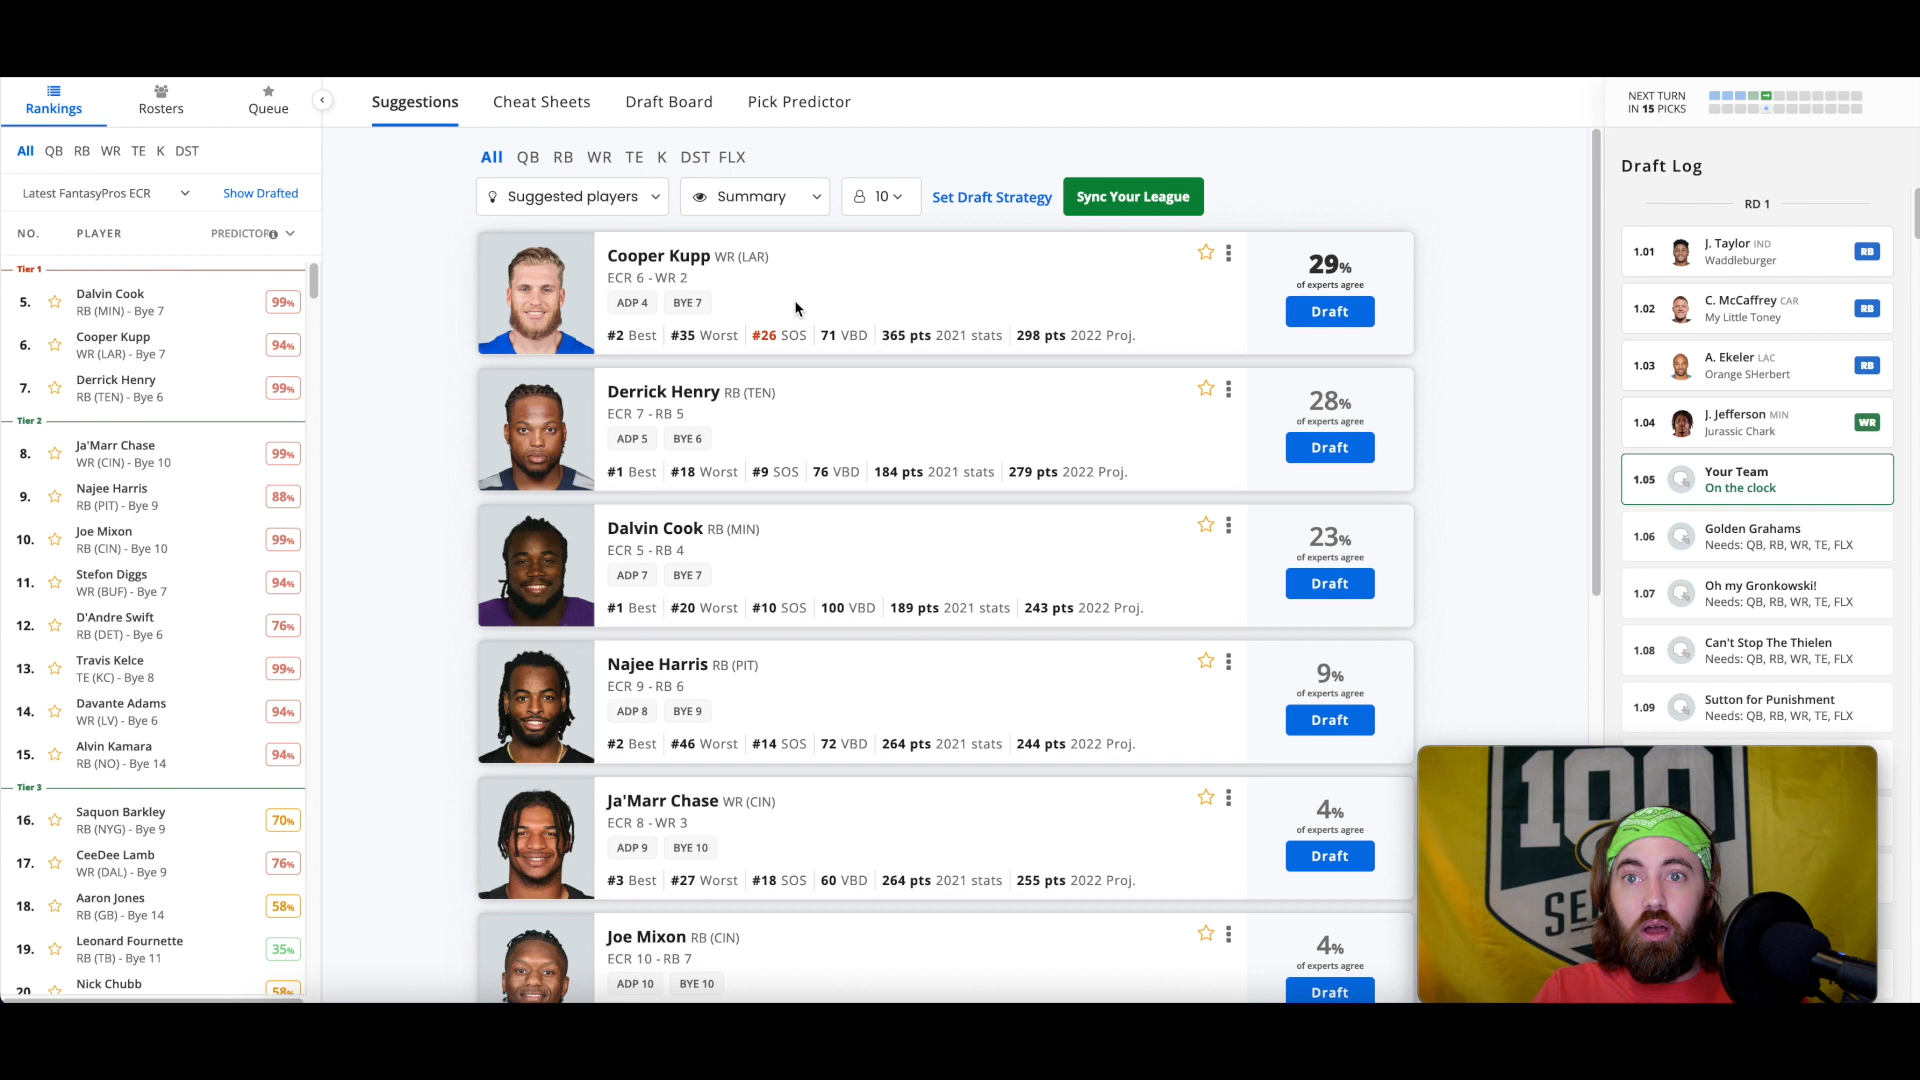 Rankings
Rosters
Queue
All QB RB WR TE K DST
Latest FantasyPros ECR
Show Drafted
NO. PLAYER PREDICTOR
Tier 1
5. Dalvin Cook 99%
RB (MIN) - Bye 7
6. Cooper Kupp 94%
WR (LAR) - Bye 7
7. Derrick Henry 99%
RB (TEN) - Bye 6
Tier 2
8. Ja'Marr Chase 99%
WR (CIN) - Bye 10
9. Najee Harris 88%
RB (PIT) - Bye 9
10. Joe Mixon 99%
RB (CIN) - Bye 10
11. Stefon Diggs 94%
WR (BUF) - Bye 7
12. D'Andre Swift 76%
RB (DET) - Bye 6
13. Travis Kelce 99%
TE (KC) - Bye 8
14. Davante Adams 94%
WR (LV) - Bye 6
15. Alvin Kamara 94%
RB (NO) - Bye 14
Tier 3
16. Saquon Barkley 70%
RB (NYG) - Bye 9
17. CeeDee Lamb 76%
WR (DAL) - Bye 9
18. Aaron Jones 58%
RB (GB) - Bye 14
19. Leonard Fournette 35%
RB (TB) - Bye 11
20. Nick Chubb 58%
Suggestions
Cheat Sheets
Draft Board
Pick Predictor
All QB RB WR TE K DST FLX
Suggested players
Summary
10
Set Draft Strategy
Sync Your League
Cooper Kupp WR (LAR)
ECR 6 - WR 2
ADP 4 BYE 7
#2 Best #35 Worst #26 SOS 71 VBD 365 pts 2021 stats 298 pts 2022 Proj.
29%
of experts agree
Draft
Derrick Henry RB (TEN)
ECR 7 - RB 5
ADP 5 BYE 6
#1 Best #18 Worst #9 SOS 76 VBD 184 pts 2021 stats 279 pts 2022 Proj.
28%
of experts agree
Draft
Dalvin Cook RB (MIN)
ECR 5 - RB 4
ADP 7 BYE 7
#1 Best #20 Worst #10 SOS 100 VBD 189 pts 2021 stats 243 pts 2022 Proj.
23%
of experts agree
Draft
Najee Harris RB (PIT)
ECR 9 - RB 6
ADP 8 BYE 9
#2 Best #46 Worst #14 SOS 72 VBD 264 pts 2021 stats 244 pts 2022 Proj.
9%
of experts agree
Draft
Ja'Marr Chase WR (CIN)
ECR 8 - WR 3
ADP 9 BYE 10
#3 Best #27 Worst #18 SOS 60 VBD 264 pts 2021 stats 255 pts 2022 Proj.
4%
of experts agree
Draft
Joe Mixon RB (CIN)
ECR 10 - RB 7
ADP 10 BYE 10
4%
of experts agree
Draft
NEXT TURN
IN 15 PICKS
Draft Log
RD 1
1.01 J. Taylor IND RB
Waddleburger
1.02 C. McCaffrey CAR RB
My Little Toney
1.03 A. Ekeler LAC RB
Orange SHerbert
1.04 J. Jefferson MIN WR
Jurassic Chark
1.05 Your Team
On the clock
1.06 Golden Grahams
Needs: QB, RB, WR, TE, FLX
1.07 Oh my Gronkowski!
Needs: QB, RB, WR, TE, FLX
1.08 Can't Stop The Thielen
Needs: QB, RB, WR, TE, FLX
1.09 Sutton for Punishment
Needs: QB, RB, WR, TE, FLX
100
SE